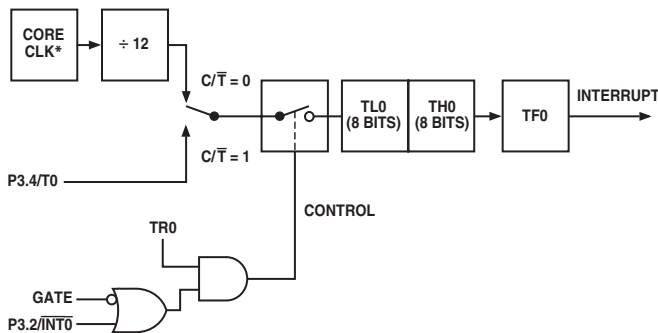 CORE
CLK*
÷ 12
C/T̅ = 0
TL0
(8 BITS)
TH0
(8 BITS)
TF0
INTERRUPT
C/T̅ = 1
P3.4/T0
CONTROL
TR0
GATE
P3.2/I̅N̅T̅0̅